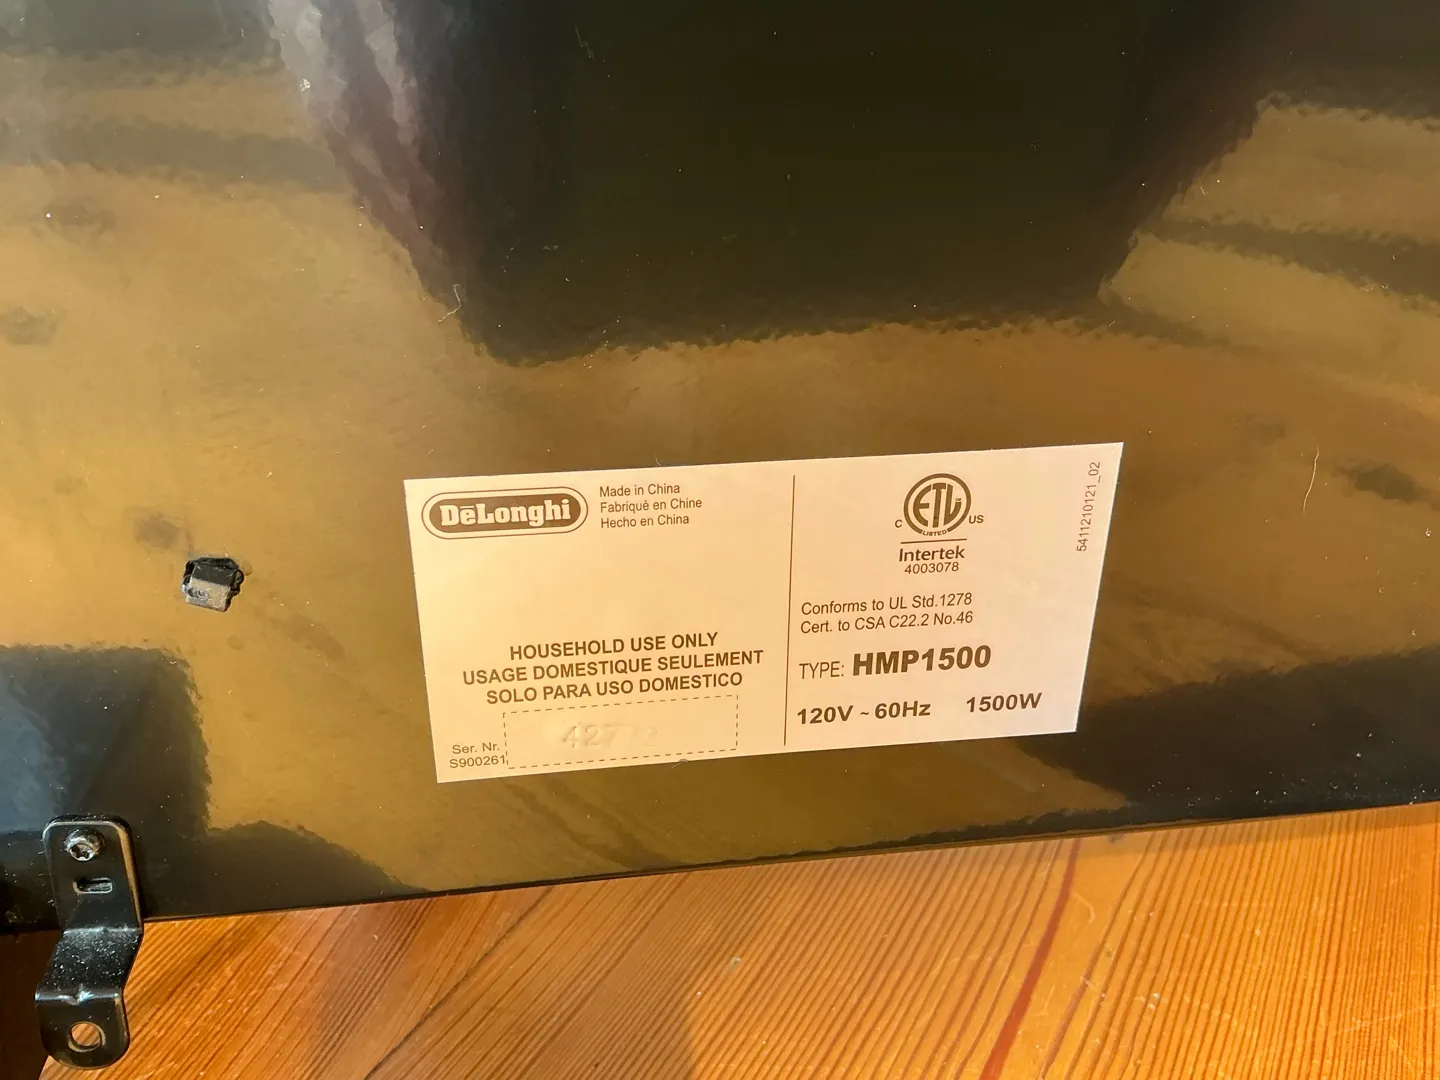 DeLonghi
Made in China
Fabriquè en Chine
Hecho en China
HOUSEHOLD USE ONLY
USAGE DOMESTIQUE SEULEMENT
SOLO PARA USO DOMESTICO
Ser. Nr.
S900261
C ETL US
LISTED
Intertek
4003078
Conforms to UL Std.1278
Cert. to CSA C22.2 No.46
TYPE: HMP1500
120V ~ 60Hz 1500W
5411210121_02